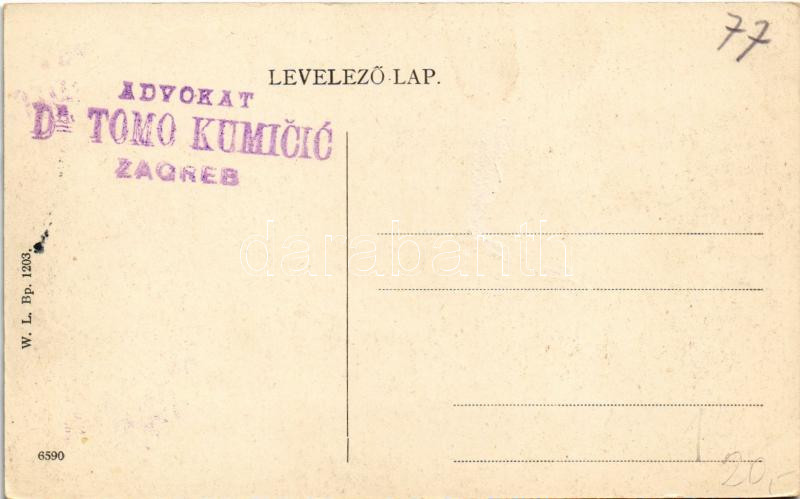 77
LEVELEZŐ-LAP.
ADVOKAT
DR TOMO KUMIČIĆ
ZAGREB
darabanth
W. L. Bp. 1203.
6590
20,-